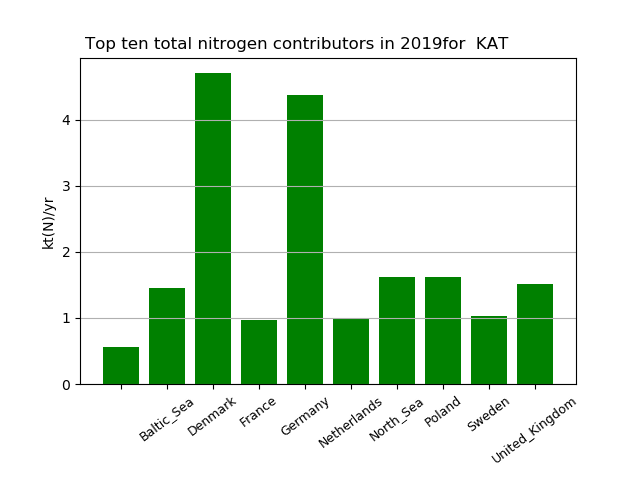 Top ten total nitrogen contributors in 2019for  KAT
kt(N)/yr
4
3
2
1
0
Baltic_Sea
Denmark
France
Germany
Netherlands
North_Sea
Poland
Sweden
United_Kingdom